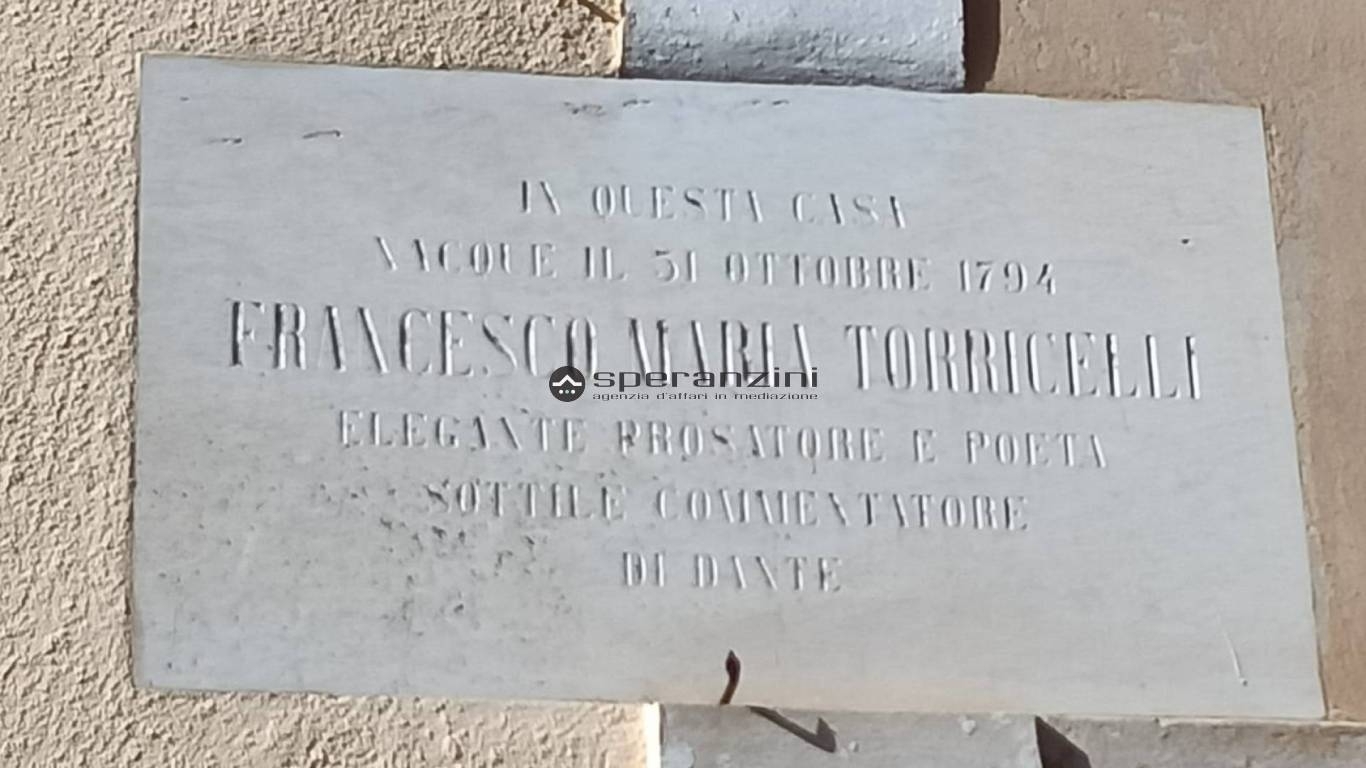 IN QUESTA CASA
NACQUE IL 31 OTTOBRE 1794
FRANCESCO MARIA TORRICELLI
speranzini
agenzia d'affari in mediazione
ELEGANTE PROSATORE E POETA
SOTTILE COMMENTATORE
DI DANTE